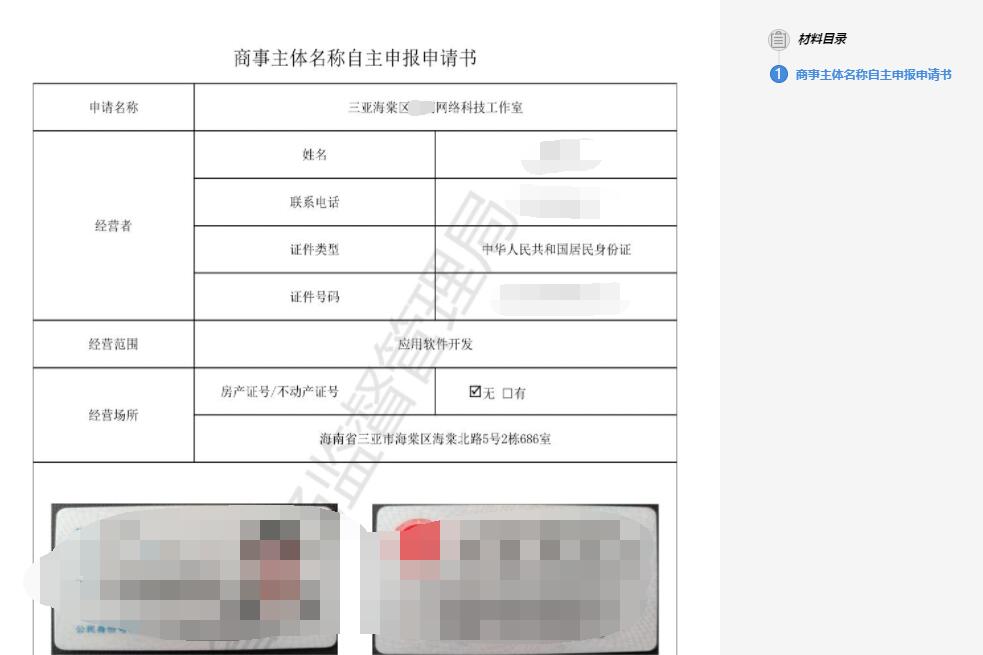 商事主体名称自主申报申请书
申请名称
三亚海棠区 网络科技工作室
经营者
姓名
联系电话
证件类型
中华人民共和国居民身份证
证件号码
经营范围
应用软件开发
经营场所
房产证号/不动产证号
☑无 □有
海南省三亚市海棠区海棠北路5号2栋686室
监督管理局
公民身份号
材料目录
1 商事主体名称自主申报申请书